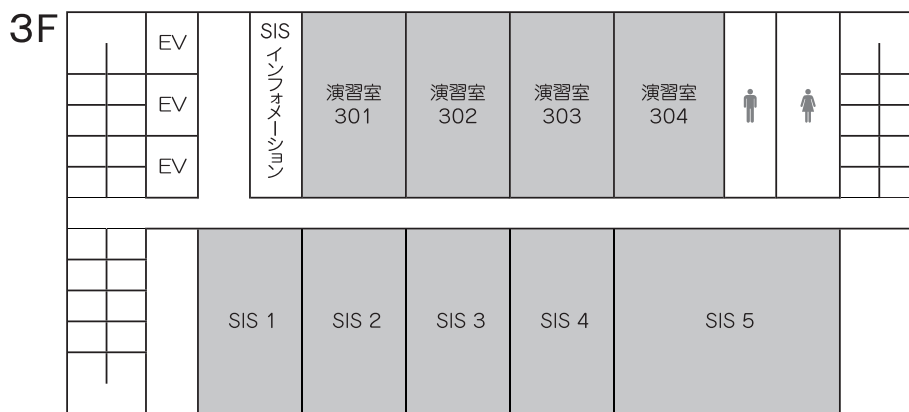 3F
EV
EV
EV
SIS インフォメーション
演習室
301
演習室
302
演習室
303
演習室
304
SIS 1
SIS 2
SIS 3
SIS 4
SIS 5